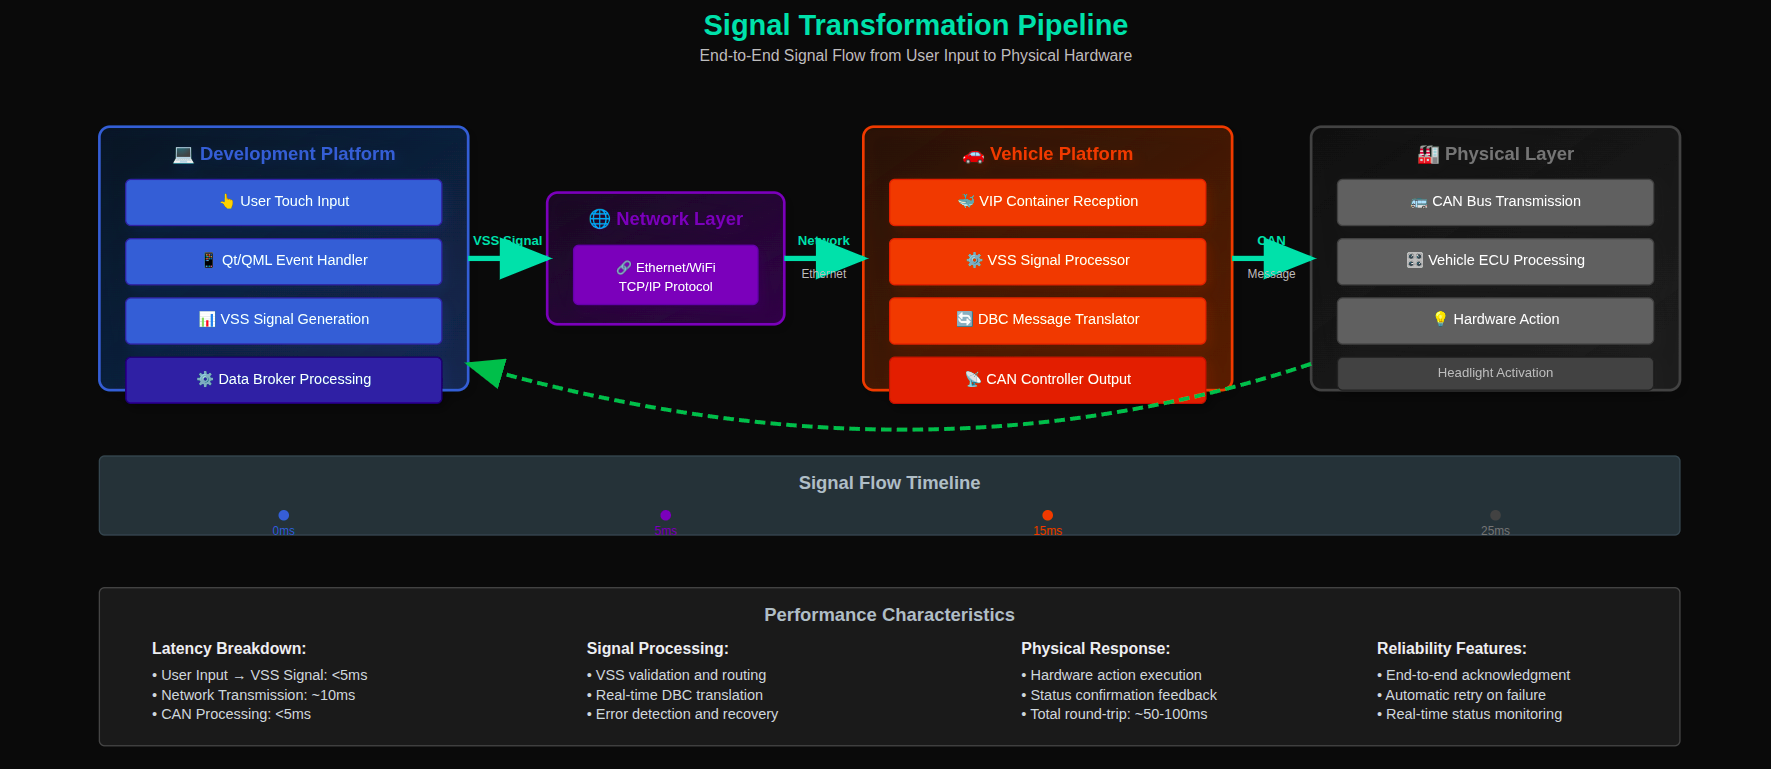 Signal Transformation Pipeline
End-to-End Signal Flow from User Input to Physical Hardware
Development Platform
User Touch Input
Qt/QML Event Handler
VSS Signal Generation
Data Broker Processing
VSS Signal
Network Layer
Ethernet/WiFi
TCP/IP Protocol
Network
Ethernet
Vehicle Platform
VIP Container Reception
VSS Signal Processor
DBC Message Translator
CAN Controller Output
CAN
Message
Physical Layer
CAN Bus Transmission
Vehicle ECU Processing
Hardware Action
Headlight Activation
Signal Flow Timeline
0ms
5ms
15ms
25ms
Performance Characteristics
Latency Breakdown:
• User Input → VSS Signal: <5ms
• Network Transmission: ~10ms
• CAN Processing: <5ms
Signal Processing:
• VSS validation and routing
• Real-time DBC translation
• Error detection and recovery
Physical Response:
• Hardware action execution
• Status confirmation feedback
• Total round-trip: ~50-100ms
Reliability Features:
• End-to-end acknowledgment
• Automatic retry on failure
• Real-time status monitoring